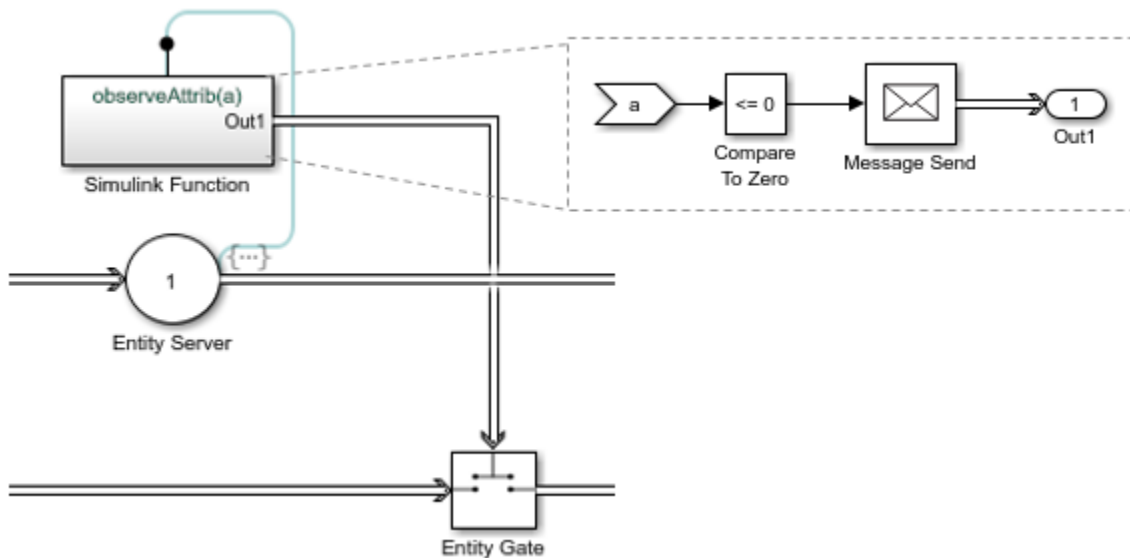 observeAttrib(a)
Out1
Simulink Function
a
<= 0
Compare
To Zero
Message Send
1
Out1
{...}
1
Entity Server
Entity Gate